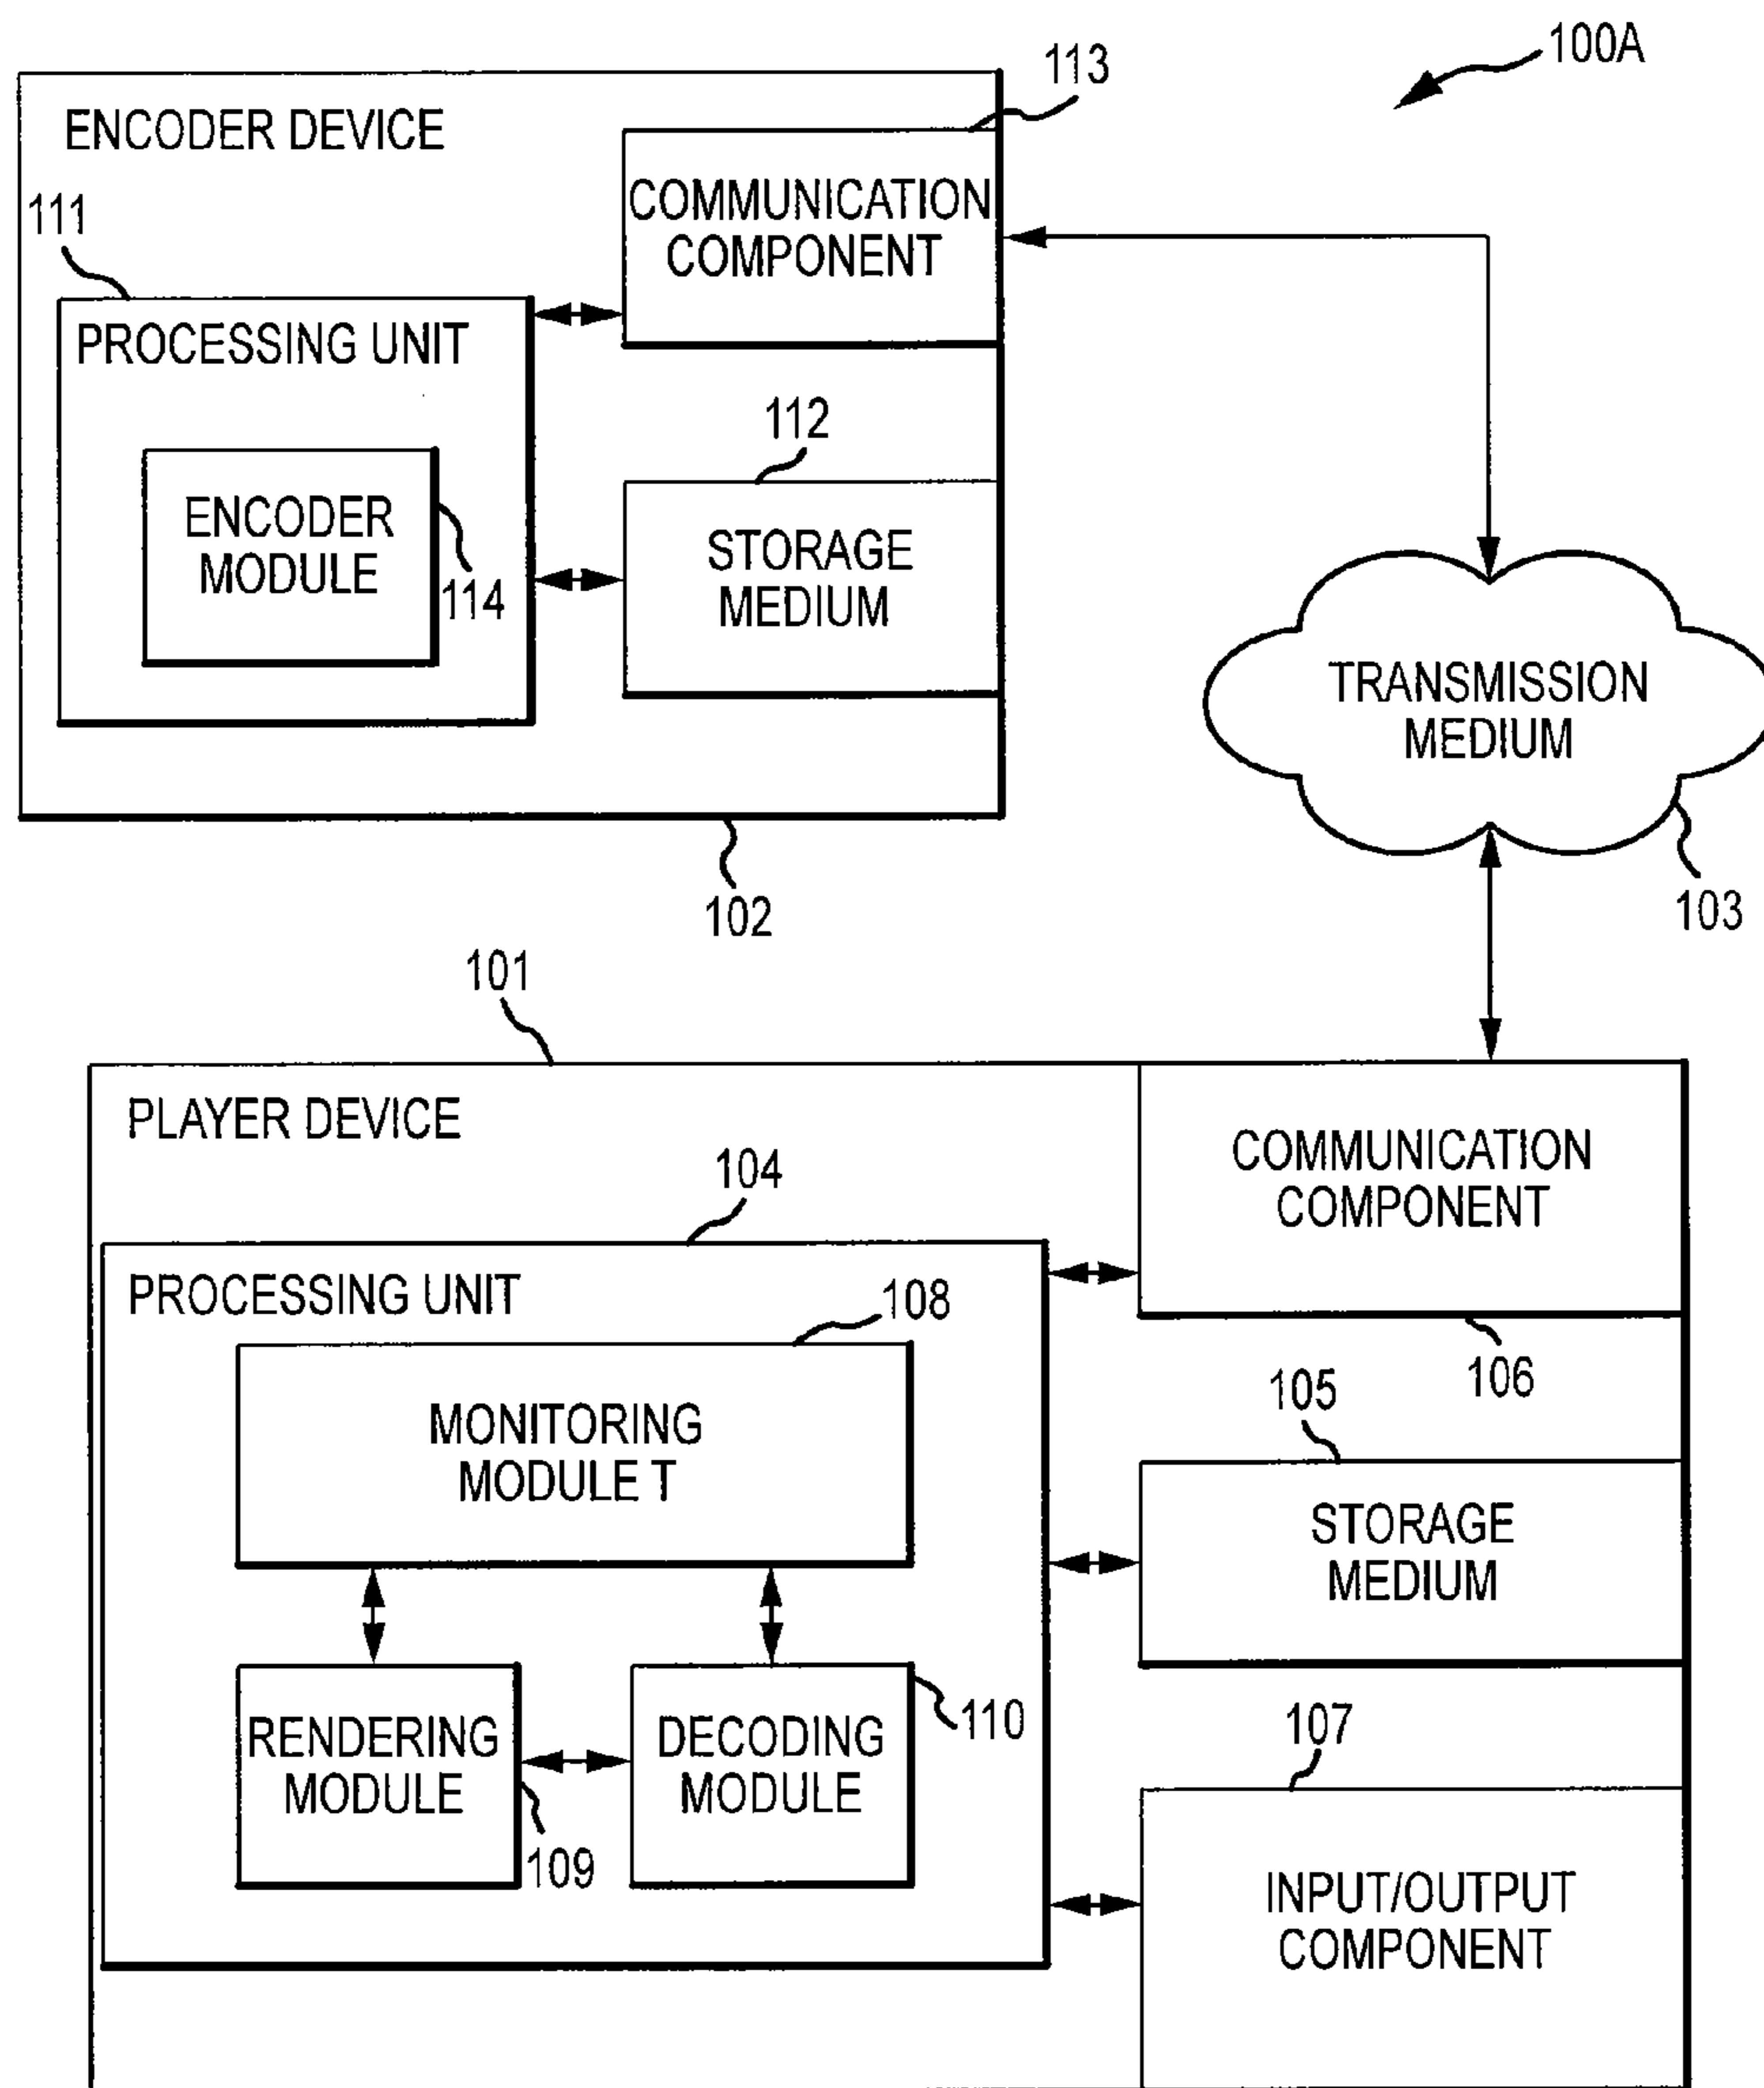 100A
113
ENCODER DEVICE
COMMUNICATION
COMPONENT
111
PROCESSING UNIT
112
ENCODER
MODULE
114
STORAGE
MEDIUM
TRANSMISSION
MEDIUM
102
103
101
PLAYER DEVICE
COMMUNICATION
COMPONENT
104
PROCESSING UNIT
108
106
105
MONITORING
MODULE T
STORAGE
MEDIUM
RENDERING
MODULE
109
DECODING
MODULE
110
107
INPUT/OUTPUT
COMPONENT